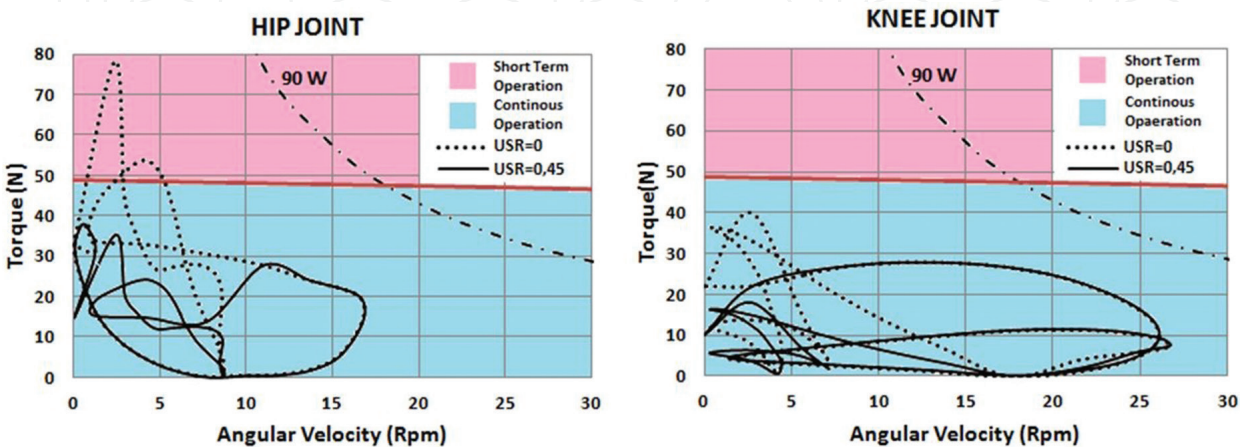 HIP JOINT
Torque(N)
80
70
60
50
40
30
20
10
0
0
5
10
15
20
25
30
Angular Velocity (Rpm)
90 W
Short Term
Operation
Continous
Operation
USR=0
USR=0,45
KNEE JOINT
Torque(N)
80
70
60
50
40
30
20
10
0
0
5
10
15
20
25
30
Angular Velocity (Rpm)
90 W
Short Term
Operation
Continous
Opaeration
USR=0
USR=0,45